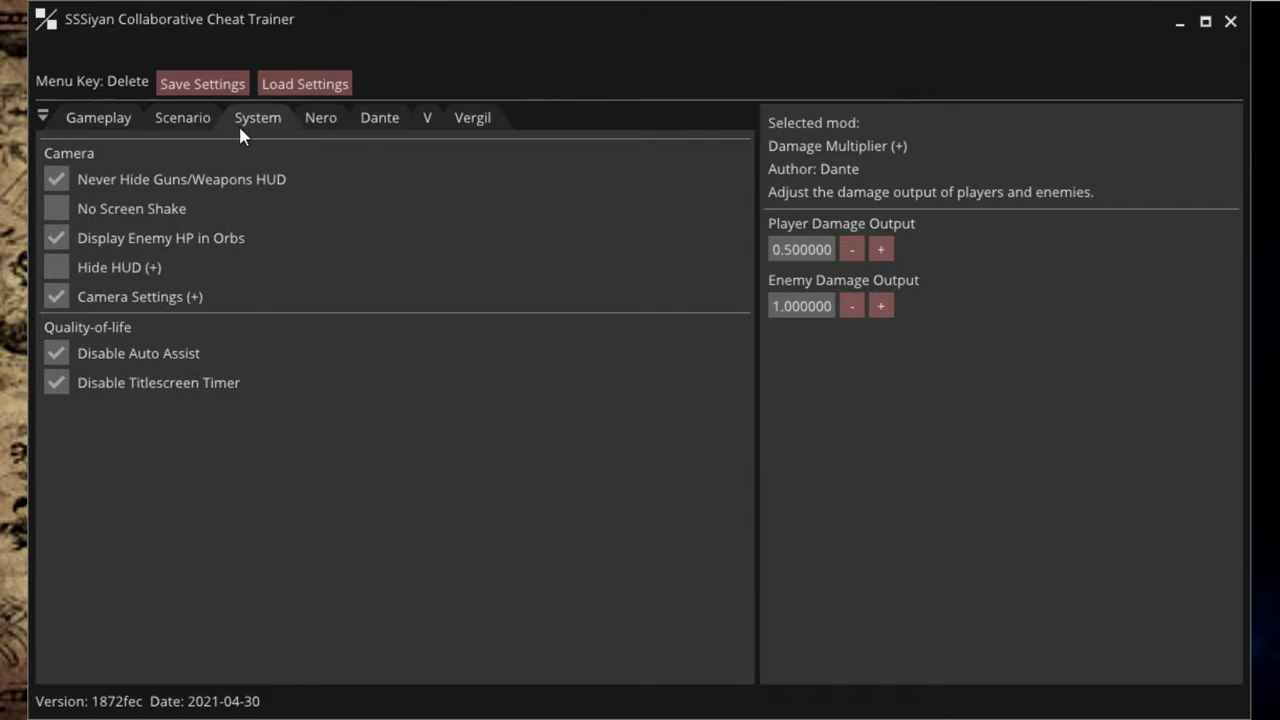 SSSiyan Collaborative Cheat Trainer
Menu Key: Delete Save Settings Load Settings
Gameplay Scenario System Nero Dante V Vergil
Camera
Never Hide Guns/Weapons HUD
No Screen Shake
Display Enemy HP in Orbs
Hide HUD (+)
Camera Settings (+)
Quality-of-life
Disable Auto Assist
Disable Titlescreen Timer
Selected mod:
Damage Multiplier (+)
Author: Dante
Adjust the damage output of players and enemies.
Player Damage Output
0.500000 - +
Enemy Damage Output
1.000000 - +
Version: 1872fec Date: 2021-04-30